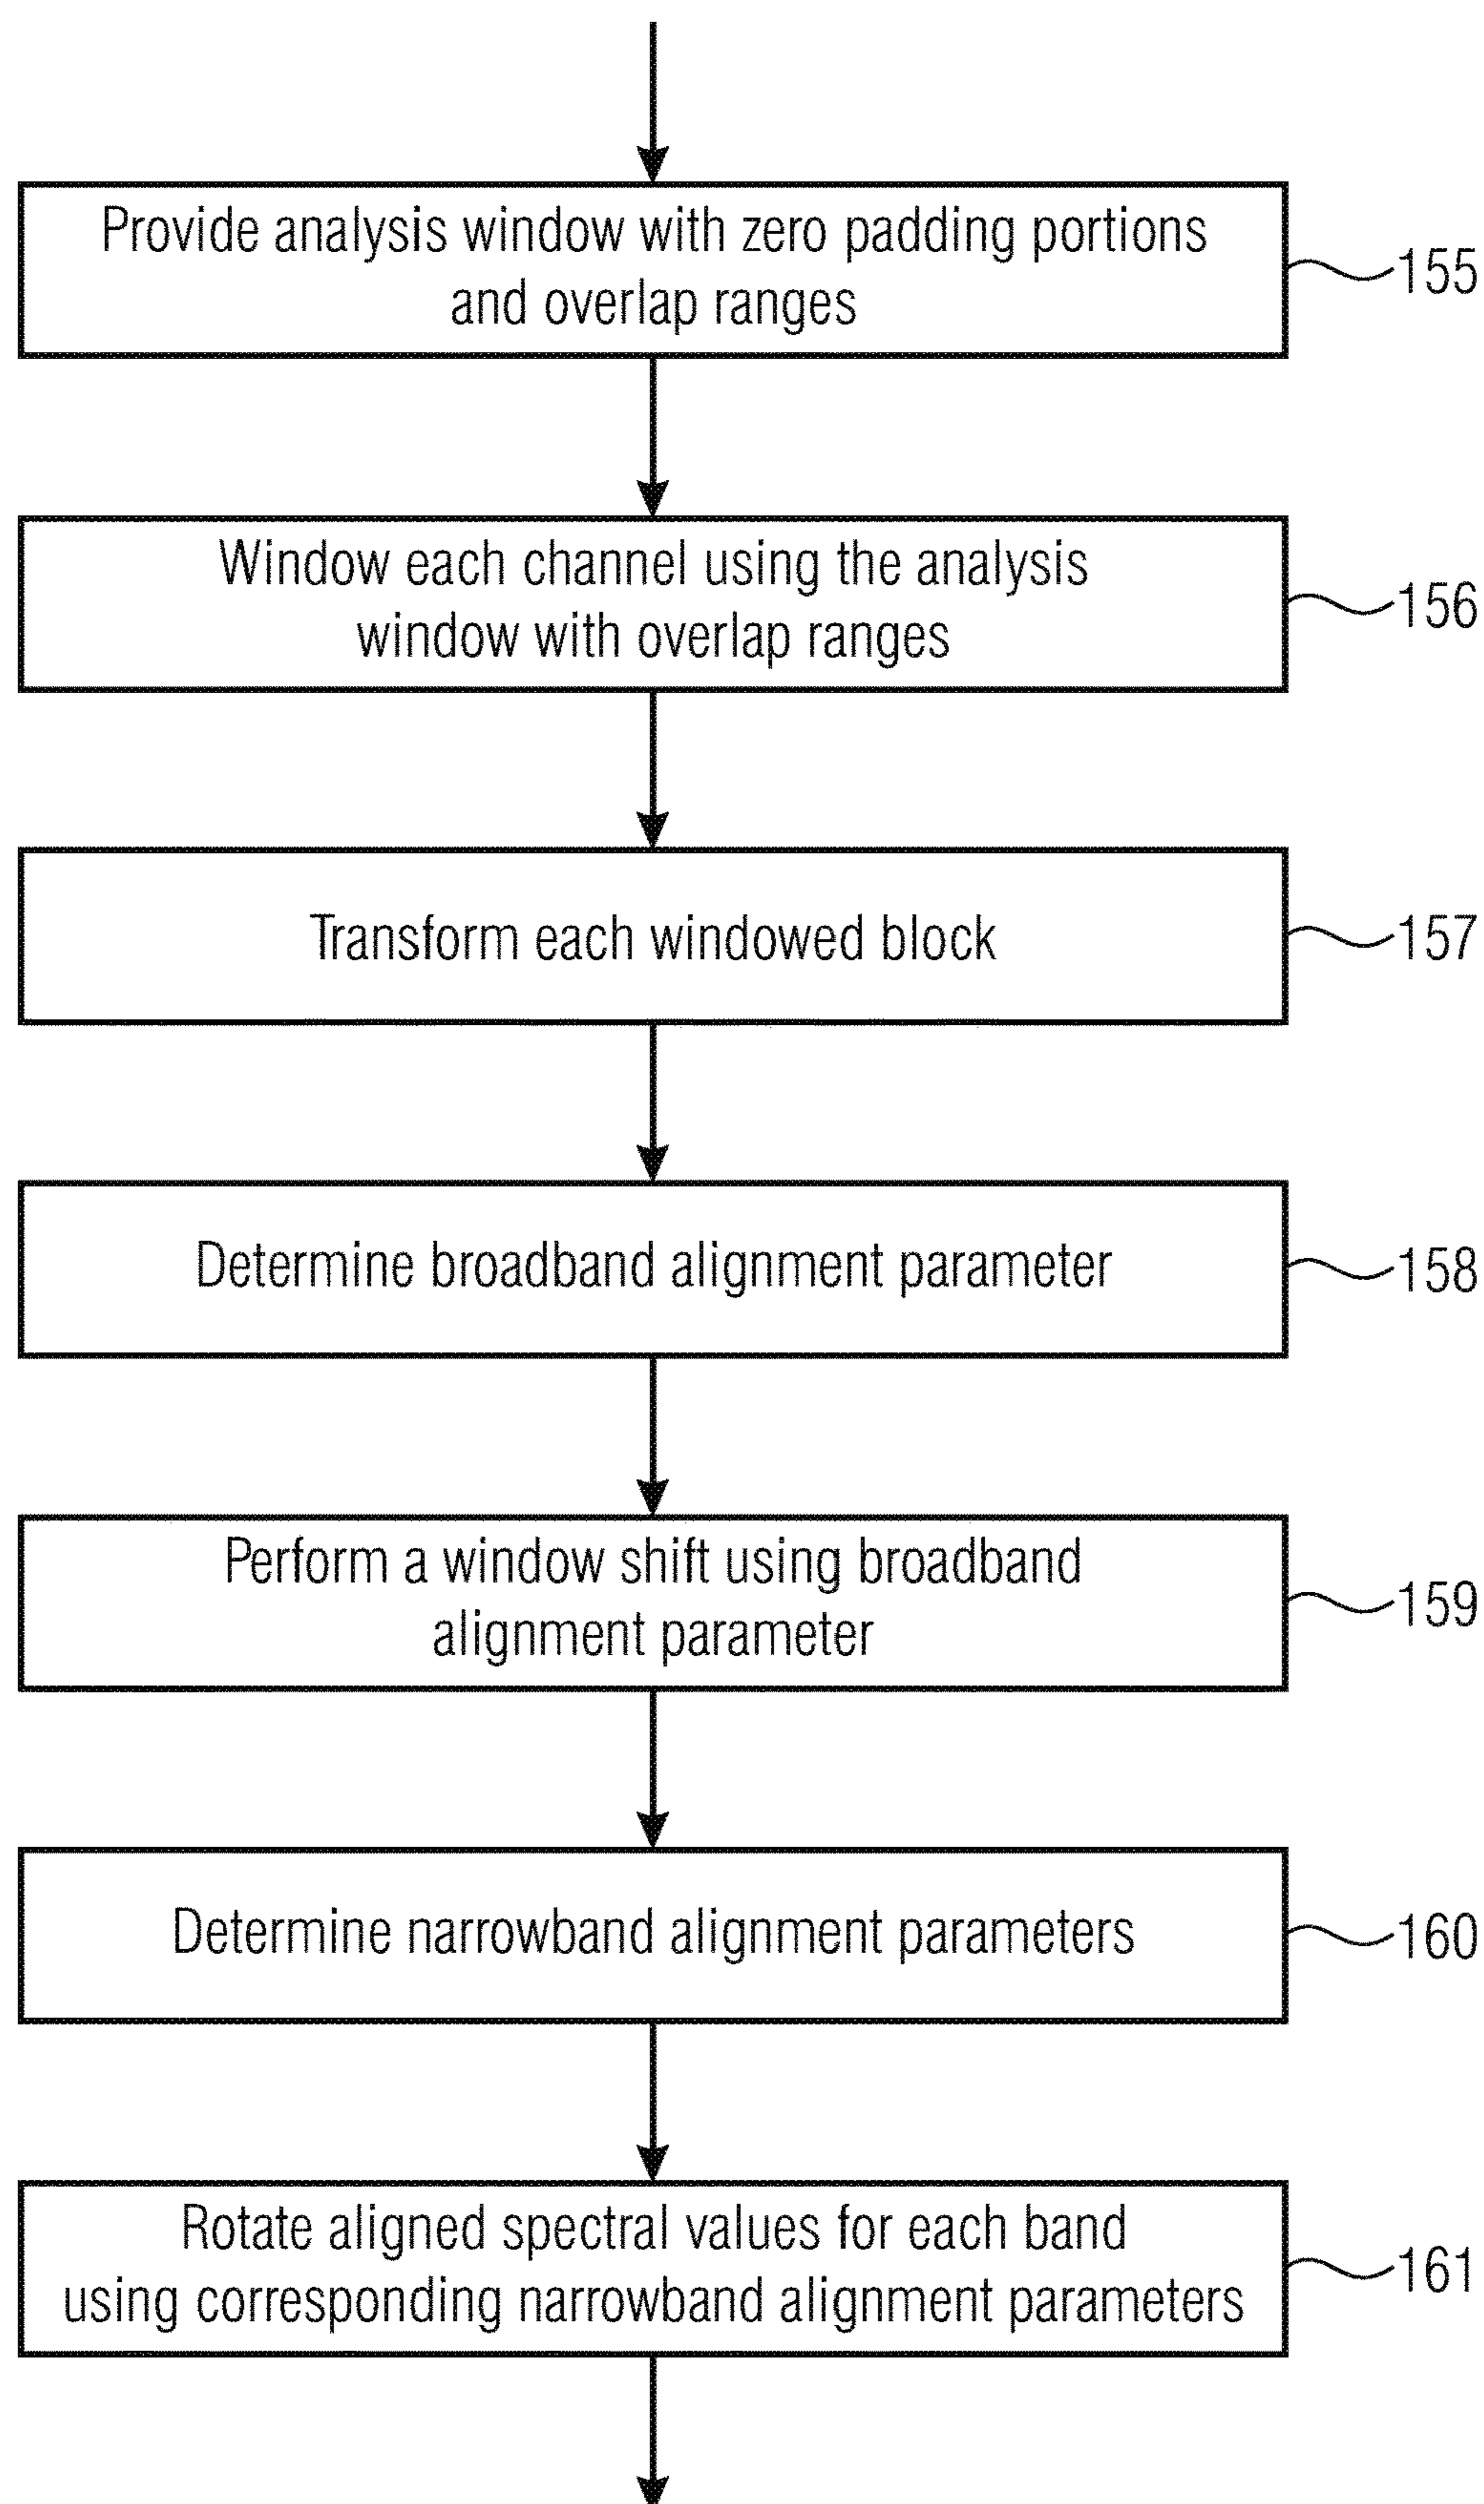 Provide analysis window with zero padding portions
and overlap ranges
155
Window each channel using the analysis
window with overlap ranges
156
Transform each windowed block
157
Determine broadband alignment parameter
158
Perform a window shift using broadband
alignment parameter
159
Determine narrowband alignment parameters
160
Rotate aligned spectral values for each band
using corresponding narrowband alignment parameters
161